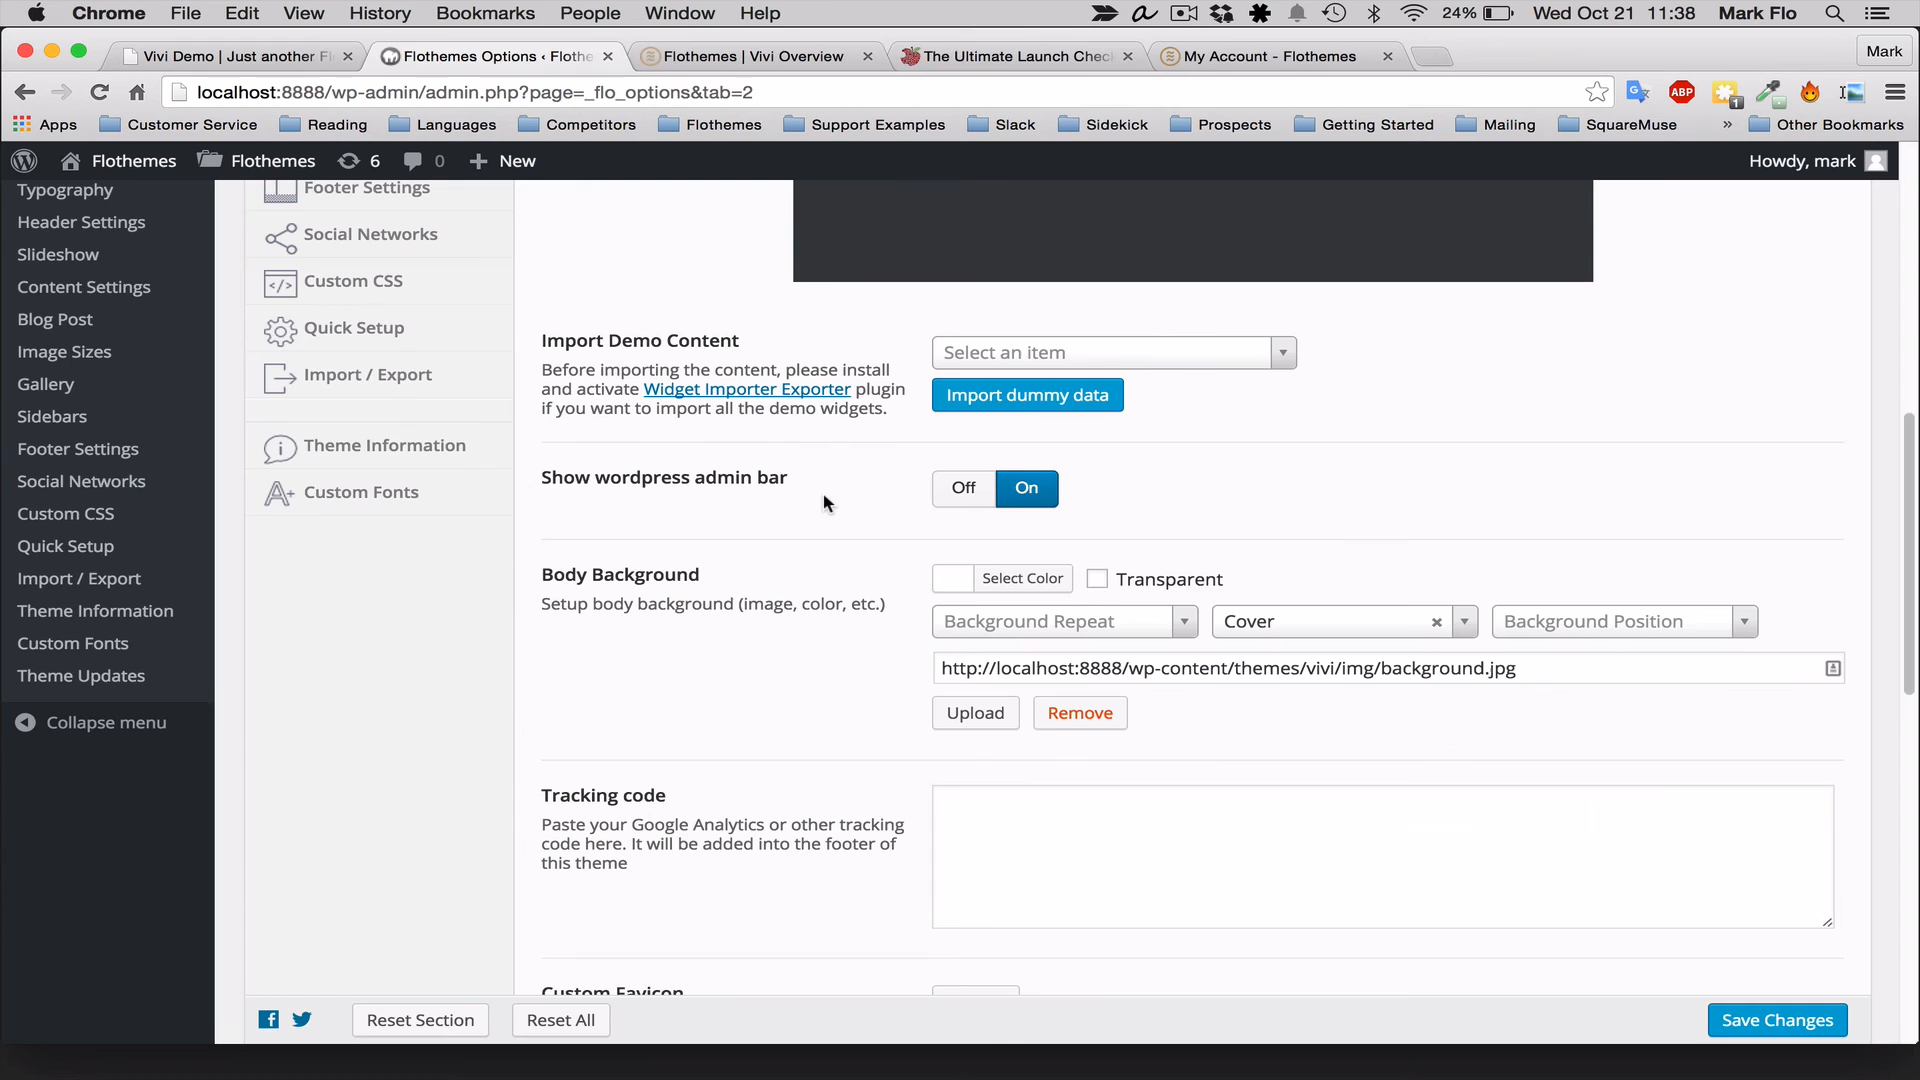 Chrome File Edit View History Bookmarks People Window Help 24% Wed Oct 21 11:38 Mark Flo
Vivi Demo | Just another Fl Flothemes Options ‹ Flothe Flothemes | Vivi Overview The Ultimate Launch Chec My Account - Flothemes Mark
localhost:8888/wp-admin/admin.php?page=_flo_options&tab=2 ABP 1
Apps Customer Service Reading Languages Competitors Flothemes Support Examples Slack Sidekick Prospects Getting Started Mailing SquareMuse » Other Bookmarks
Flothemes Flothemes 6 0 New Howdy, mark
Typography
Header Settings
Slideshow
Content Settings
Blog Post
Image Sizes
Gallery
Sidebars
Footer Settings
Social Networks
Custom CSS
Quick Setup
Import / Export
Theme Information
Custom Fonts
Theme Updates
Collapse menu
Footer Settings
Social Networks
Custom CSS
Quick Setup
Import / Export
Theme Information
Custom Fonts
Import Demo Content
Before importing the content, please install
and activate Widget Importer Exporter plugin
if you want to import all the demo widgets.
Select an item
Import dummy data
Show wordpress admin bar
Off On
Body Background
Setup body background (image, color, etc.)
Select Color Transparent
Background Repeat Cover Background Position
http://localhost:8888/wp-content/themes/vivi/img/background.jpg
Upload Remove
Tracking code
Paste your Google Analytics or other tracking
code here. It will be added into the footer of
this theme
Custom Favicon
Reset Section Reset All Save Changes